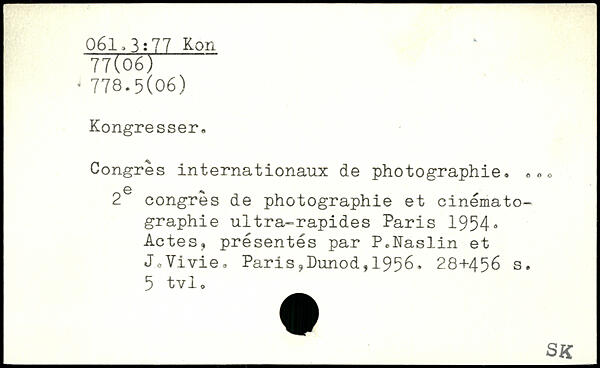 061.3:77 Kon
77(06)
778.5(06)
Kongresser.
Congrès internationaux de photographie. ...
2e congrès de photographie et cinémato-
graphie ultra-rapides Paris 1954.
Actes, présentés par P.Naslin et
J.Vivie. Paris,Dunod,1956. 28+456 s.
5 tvl.
SK